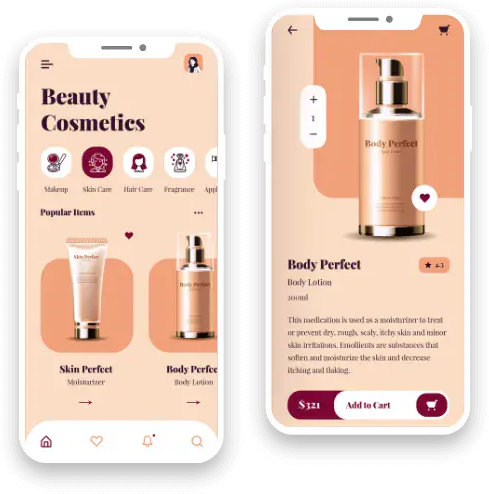 Beauty
Cosmetics
Makeup
Skin Care
Hair Care
Fragrance
Popular Items
Skin Perfect
Skin Perfect
Moisturizer
Body Perfe
Body Lotion
1
Body Perfect
Body Perfect
4.3
Body Lotion
200ml
This medication is used as a moisturizer to treat
or prevent dry, rough, scaly, itchy skin and minor
skin irritations. Emollients are substances that
soften and moisturize the skin and decrease
itching and flaking.
$321
Add to Cart